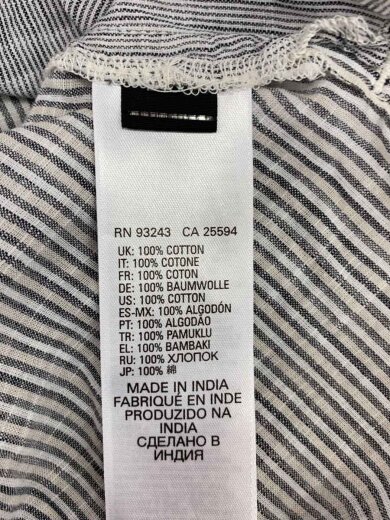 RN 93243 CA 25594
UK: 100% COTTON
IT: 100% COTONE
FR: 100% COTON
DE: 100% BAUMWOLLE
US: 100% COTTON
ES-MX: 100% ALGODÓN
PT: 100% ALGODÃO
TR: 100% PAMUKLU
EL: 100% BAMBAKI
RU: 100% ХЛОПОК
JP: 100% 綿
MADE IN INDIA
FABRIQUÉ EN INDE
PRODUZIDO NA
INDIA
СДЕЛАНО В
ИНДИЯ